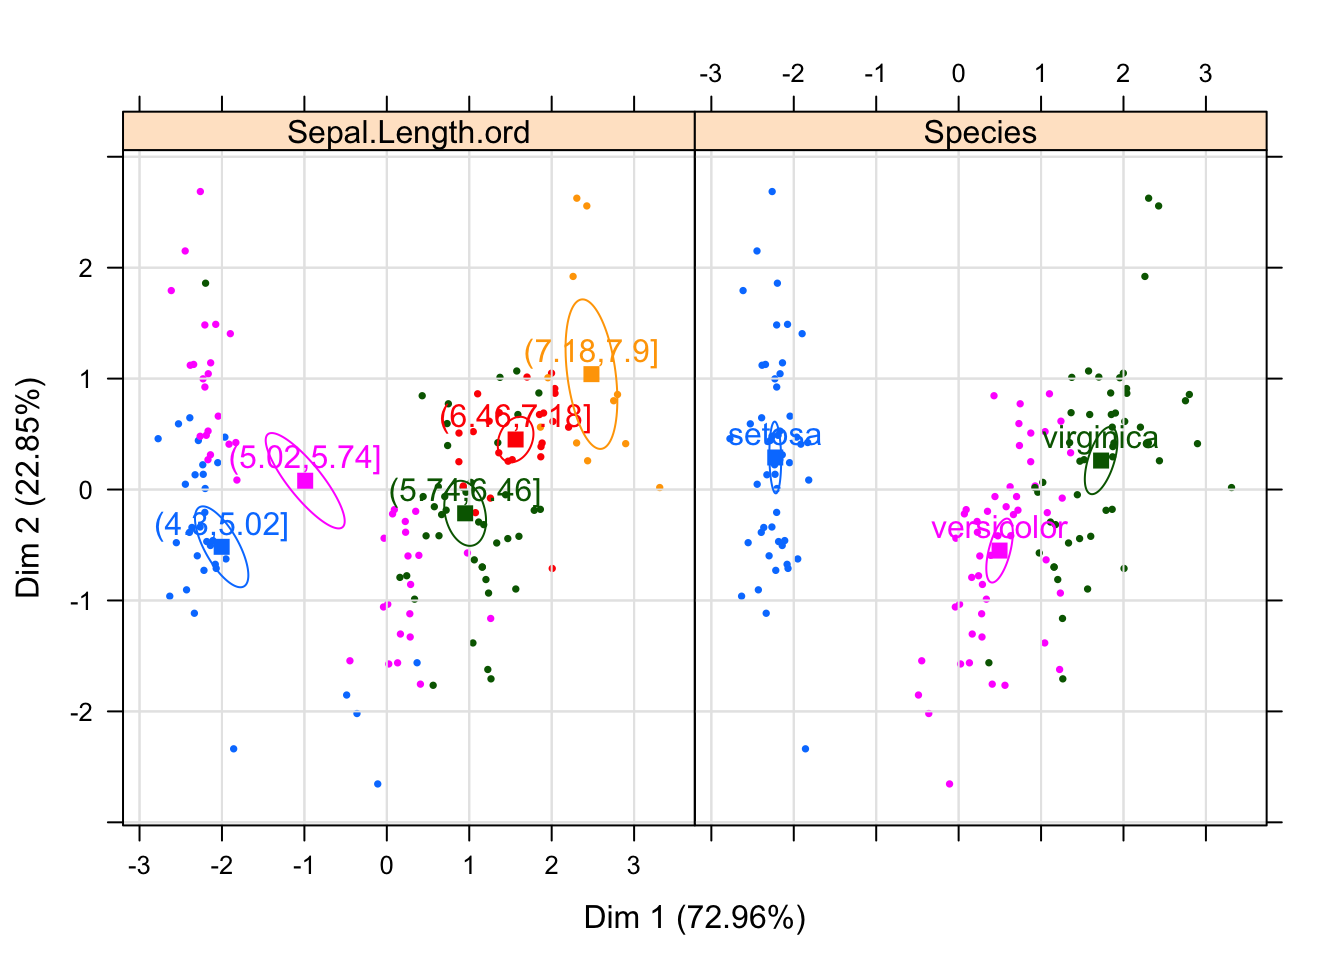 -3 -2 -1 0 1 2 3
Sepal.Length.ord Species
2
1
0
-1
-2
(7.18,7.9]
(6.46,7.18]
(5.02,5.74]
(5.74,6.46]
(4.3,5.02]
setosa
virginica
versicolor
-3 -2 -1 0 1 2 3
Dim 1 (72.96%)
Dim 2 (22.85%)